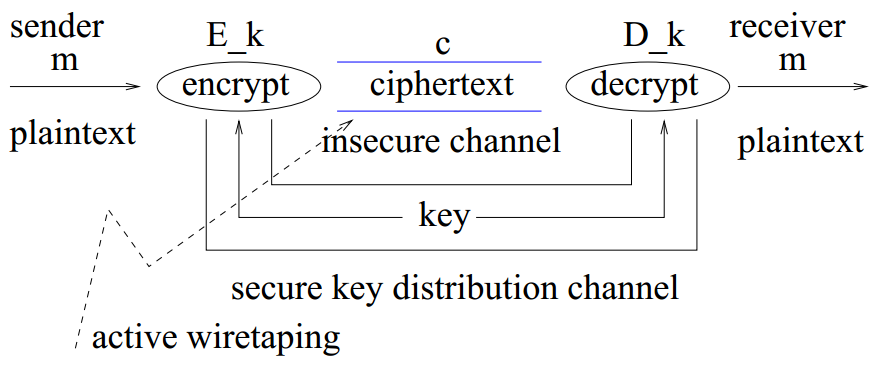 sender
m
E_k
c
D_k
receiver
m
encrypt
ciphertext
decrypt
plaintext
insecure channel
plaintext
key
secure key distribution channel
active wiretaping